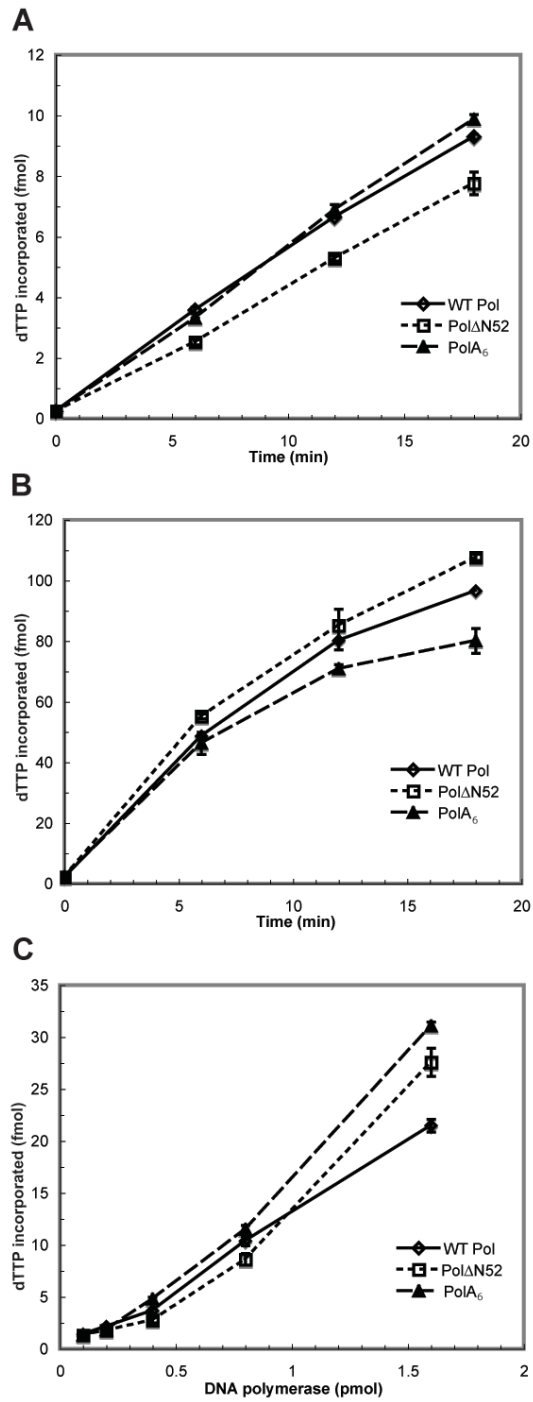 A
dTTP incorporated (fmol)
12
10
8
6
4
2
0
WT Pol
PolΔN52
PolA₆
0 5 10 15 20
Time (min)
B
dTTP incorporated (fmol)
120
100
80
60
40
20
0
WT Pol
PolΔN52
PolA₆
0 5 10 15 20
Time (min)
C
dTTP incorporated (fmol)
35
30
25
20
15
10
5
0
WT Pol
PolΔN52
PolA₆
0 0.5 1 1.5 2
DNA polymerase (pmol)